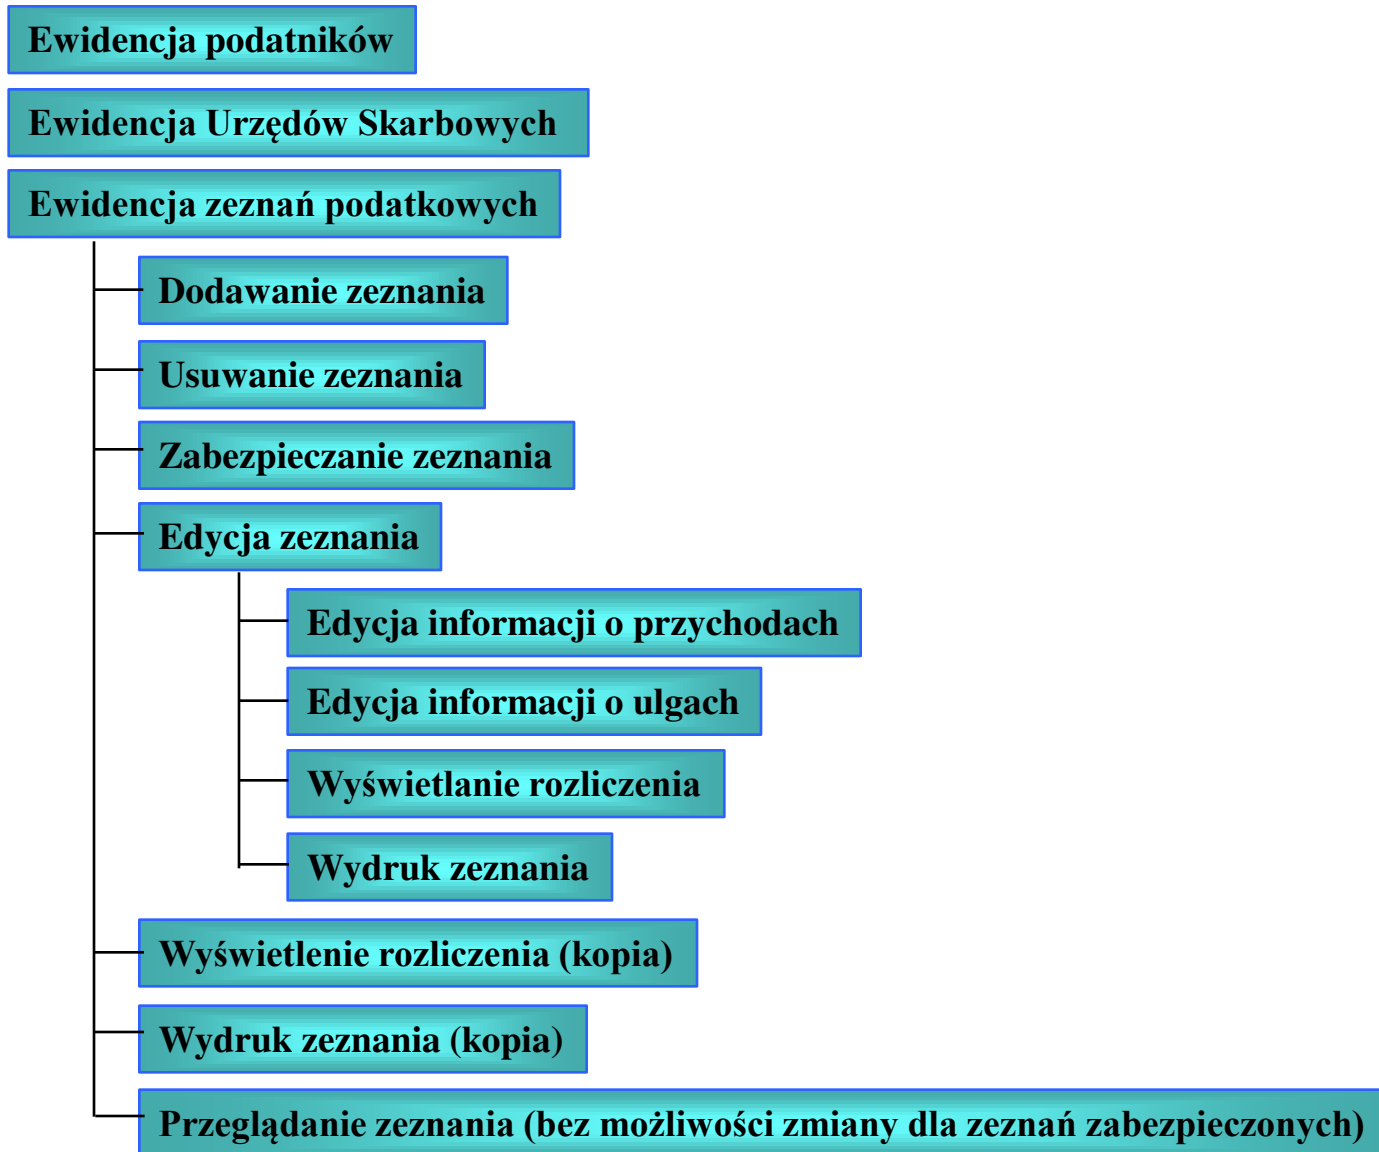 Ewidencja podatników
Ewidencja Urzędów Skarbowych
Ewidencja zeznań podatkowych
Dodawanie zeznania
Usuwanie zeznania
Zabezpieczanie zeznania
Edycja zeznania
Edycja informacji o przychodach
Edycja informacji o ulgach
Wyświetlanie rozliczenia
Wydruk zeznania
Wyświetlenie rozliczenia (kopia)
Wydruk zeznania (kopia)
Przeglądanie zeznania (bez możliwości zmiany dla zeznań zabezpieczonych)